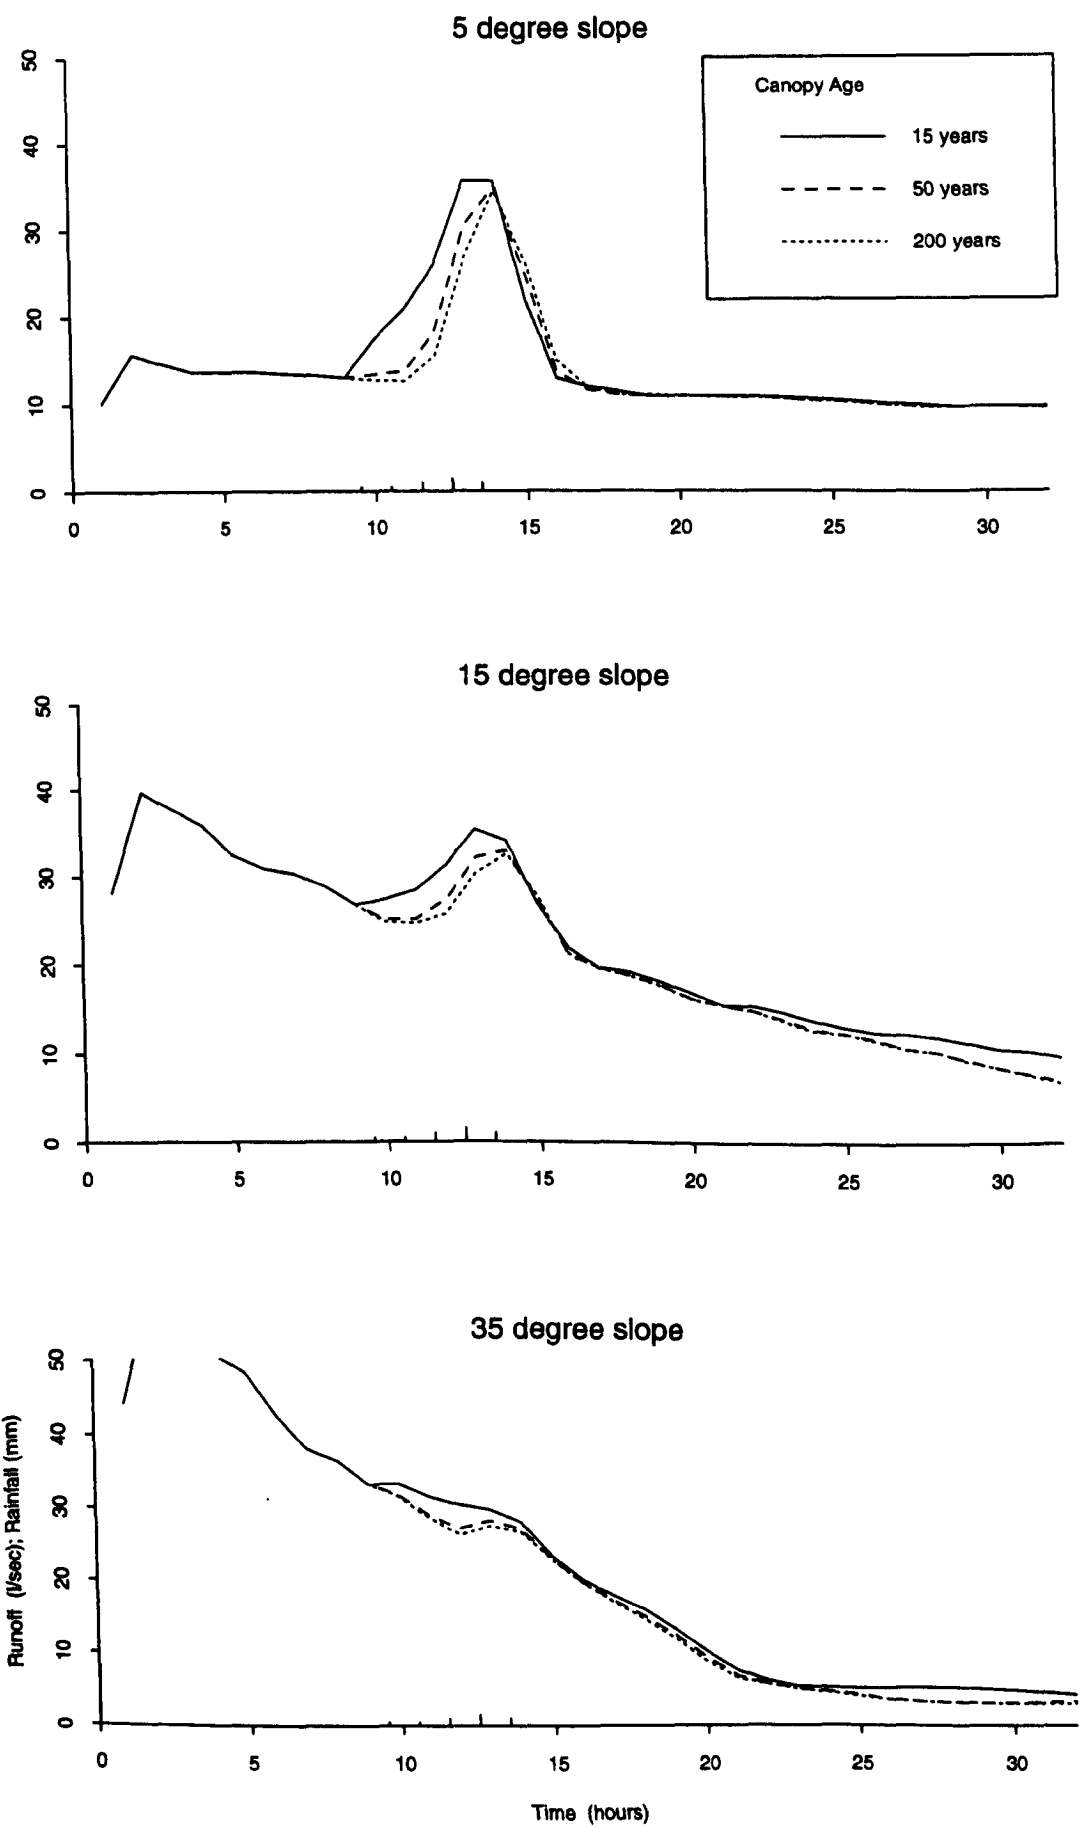 5 degree slope
50
40
30
20
10
0
0 5 10 15 20 25 30
Canopy Age
15 years
50 years
200 years
15 degree slope
50
40
30
20
10
0
0 5 10 15 20 25 30
35 degree slope
50
40
30
20
10
0
Runoff (l/sec); Rainfall (mm)
0 5 10 15 20 25 30
Time (hours)